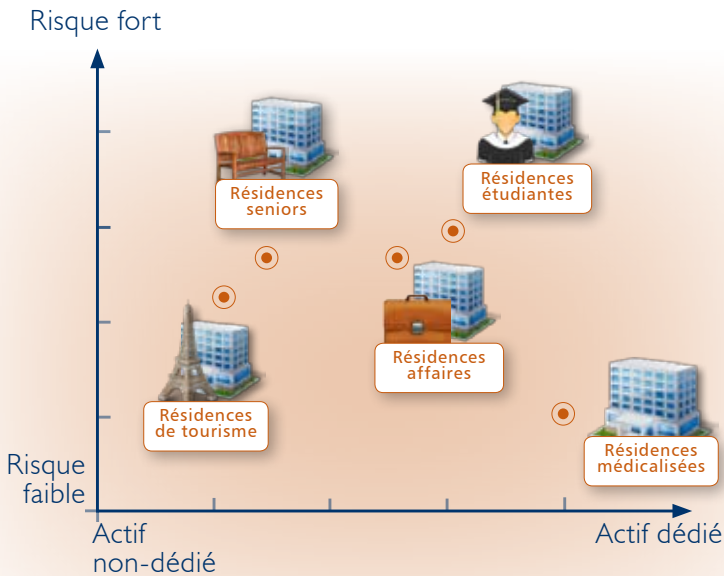 Risque fort
Résidences
seniors
Résidences
étudiantes
Résidences
affaires
Résidences
de tourisme
Résidences
médicalisées
Risque
faible
Actif
non-dédié
Actif dédié